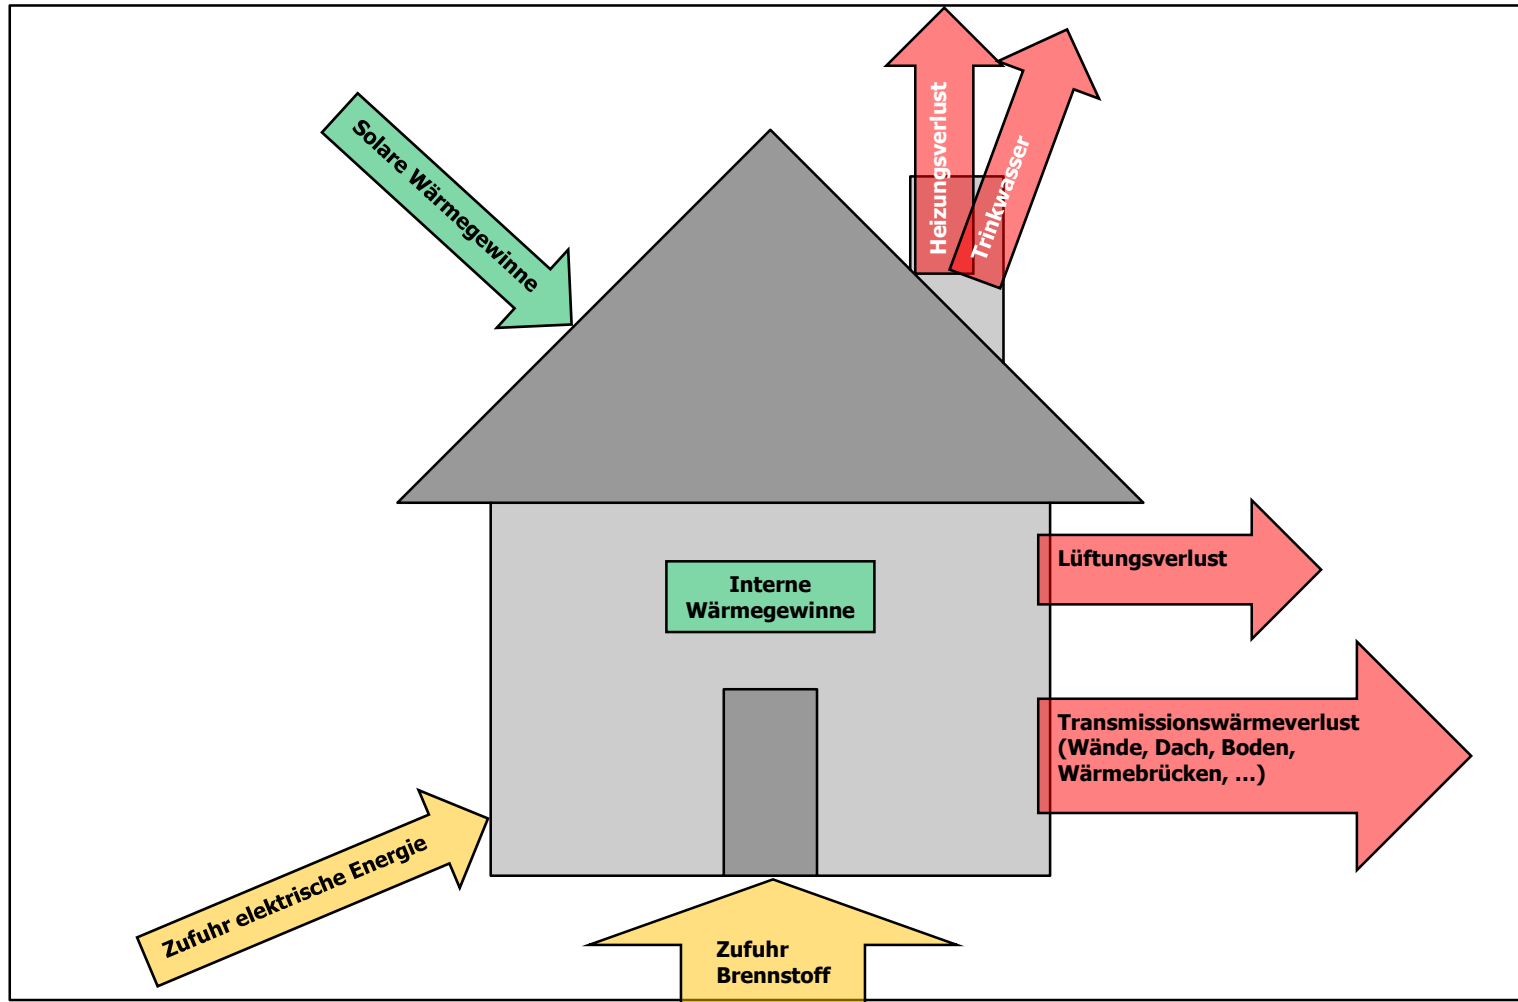 Heizungsverlust
Trinkwasser
Solare Wärmegewinne
Lüftungsverlust
Interne
Wärmegewinne
Transmissionswärmeverlust
(Wände, Dach, Boden,
Wärmebrücken, ...)
Zufuhr elektrische Energie
Zufuhr
Brennstoff